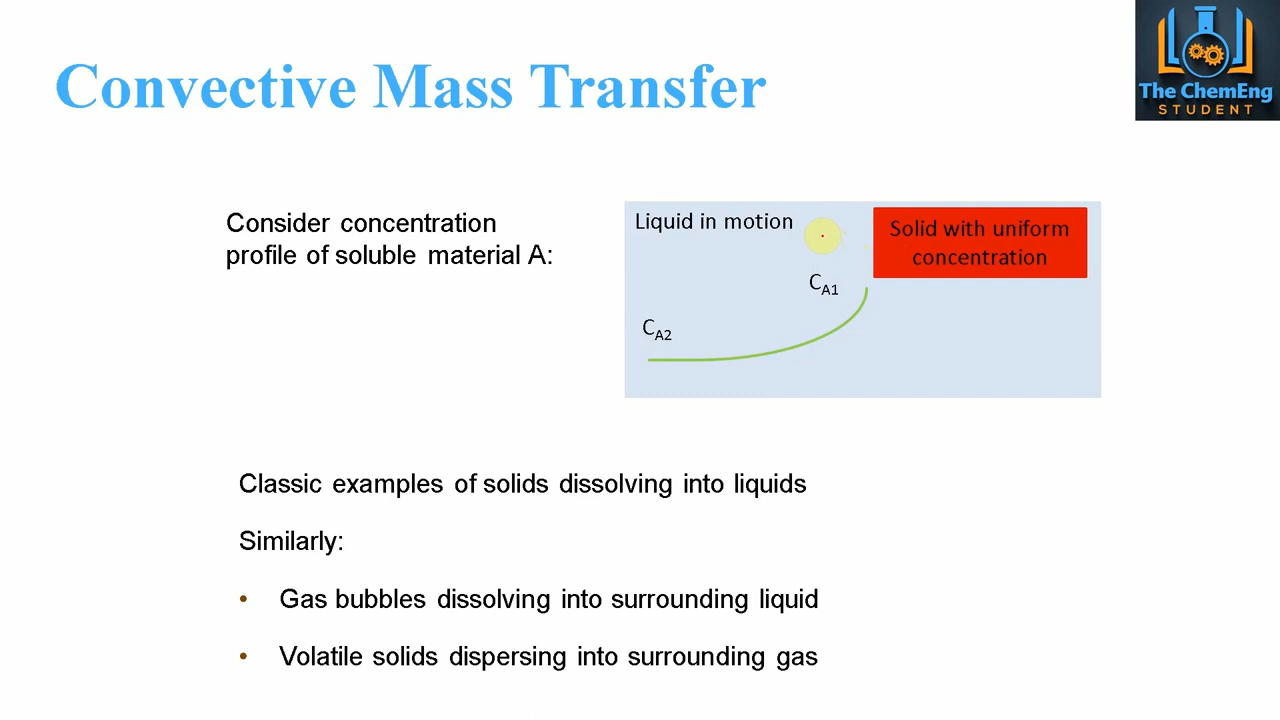 Convective Mass Transfer
The ChemEng
STUDENT
Consider concentration
profile of soluble material A:
Liquid in motion
Solid with uniform
concentration
CA1
CA2
Classic examples of solids dissolving into liquids
Similarly:
• Gas bubbles dissolving into surrounding liquid
• Volatile solids dispersing into surrounding gas